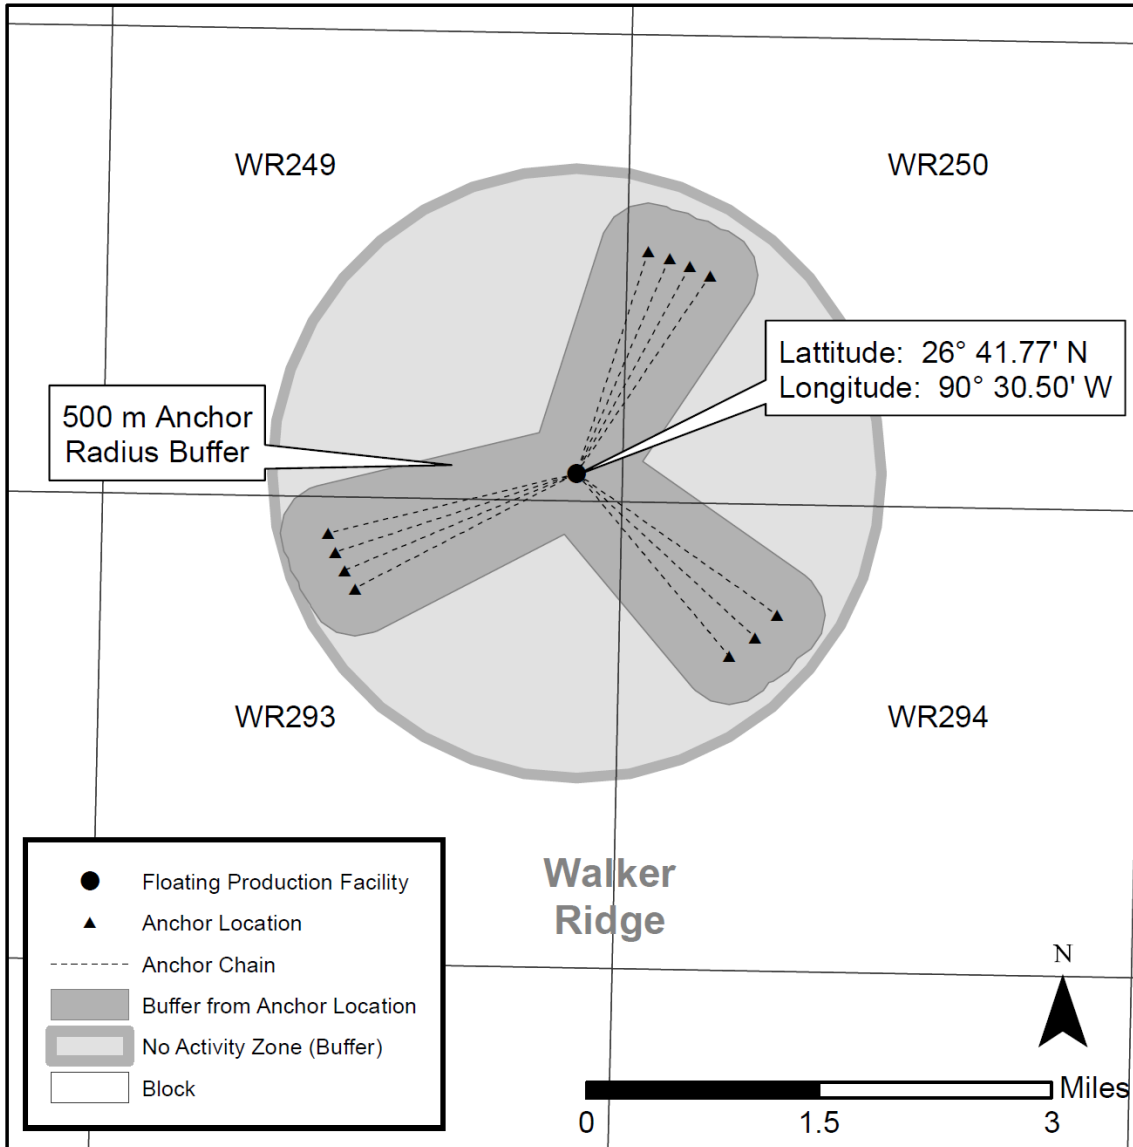 WR249
WR250
Lattitude:  26° 41.77' N
Longitude:  90° 30.50' W
500 m Anchor
Radius Buffer
WR293
WR294
Walker
Ridge
Floating Production Facility
Anchor Location
Anchor Chain
Buffer from Anchor Location
No Activity Zone (Buffer)
Block
N
Miles
0 1.5 3